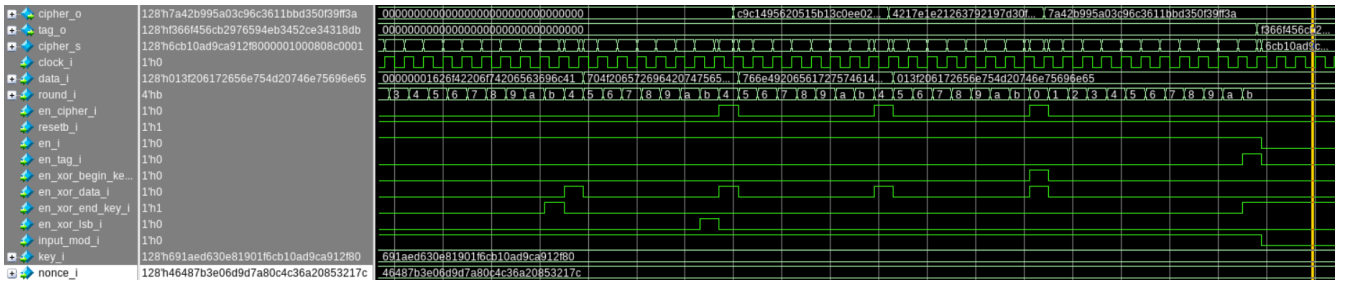 cipher_o 128'h7a42b995a03c96c3611bbd350f39ff3a 00000000000000000000000000000000 c9c1495620515b13c0ee02... 4217e1e21263792197d30f... 7a42b995a03c96c3611bbd350f39ff3a
tag_o 128'hf366f456cb2976594eb3452ce34318db 00000000000000000000000000000000
cipher_s 128'h6cb10ad9ca912f8000001000808c0001
clock_i 1'h0
data_i 128'h013f206172656e754d20746e75696e65 00000001626f42206f74206563696c41 704f206572696420747565... 766e49206561727574614... 013f206172656e754d20746e75696e65
round_i 4'hb 3 4 5 6 7 8 9 a b 4 5 6 7 8 9 a b 4 5 6 7 8 9 a b 4 5 6 7 8 9 a b 0 1 2 3 4 5 6 7 8 9 a b
en_cipher_i 1'h0
resetb_i 1'h1
en_i 1'h0
en_tag_i 1'h0
en_xor_begin_ke... 1'h0
en_xor_data_i 1'h0
en_xor_end_key_i 1'h1
en_xor_lsb_i 1'h0
input_mod_i 1'h0
key_i 128'h691aed630e81901f6cb10ad9ca912f80 691aed630e81901f6cb10ad9ca912f80
nonce_i 128'h46487b3e06d9d7a80c4c36a20853217c 46487b3e06d9d7a80c4c36a20853217c